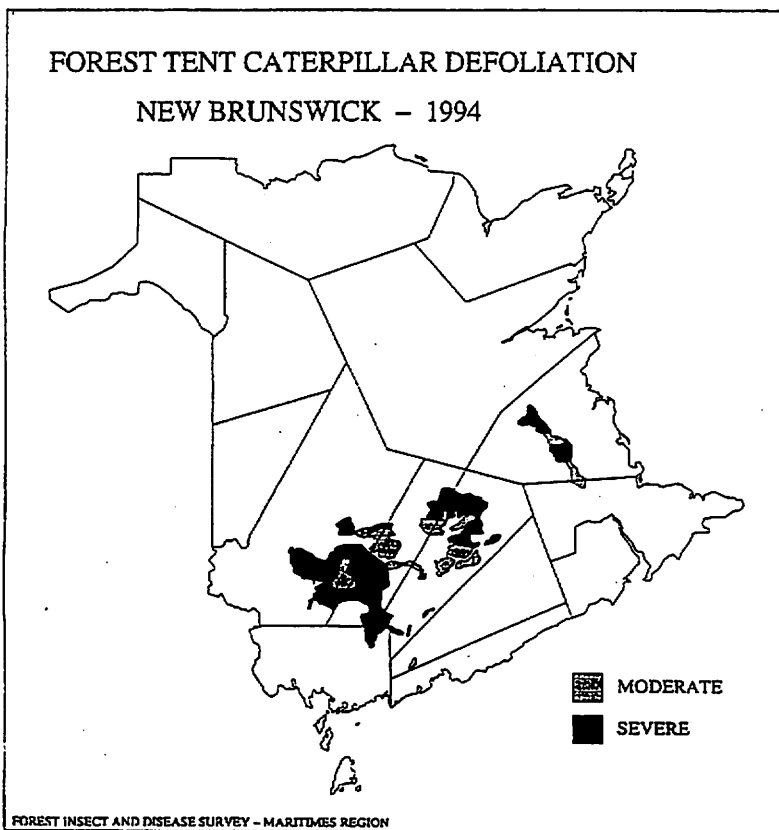 FOREST TENT CATERPILLAR DEFOLIATION
NEW BRUNSWICK – 1994
MODERATE
SEVERE
FOREST INSECT AND DISEASE SURVEY – MARITIMES REGION